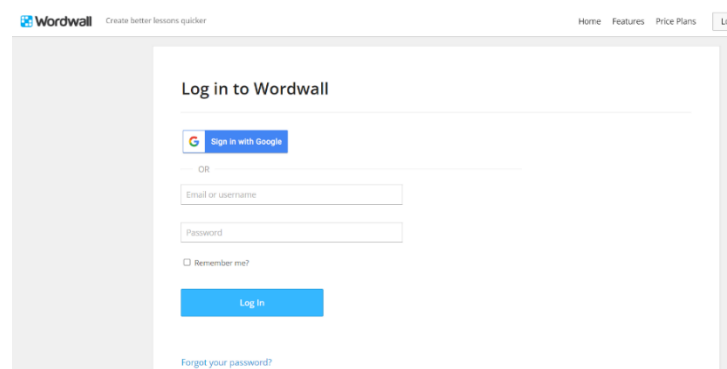 Wordwall Create better lessons quicker Home Features Price Plans
Log in to Wordwall
G Sign in with Google
OR
Email or username
Password
Remember me?
Log In
Forgot your password?